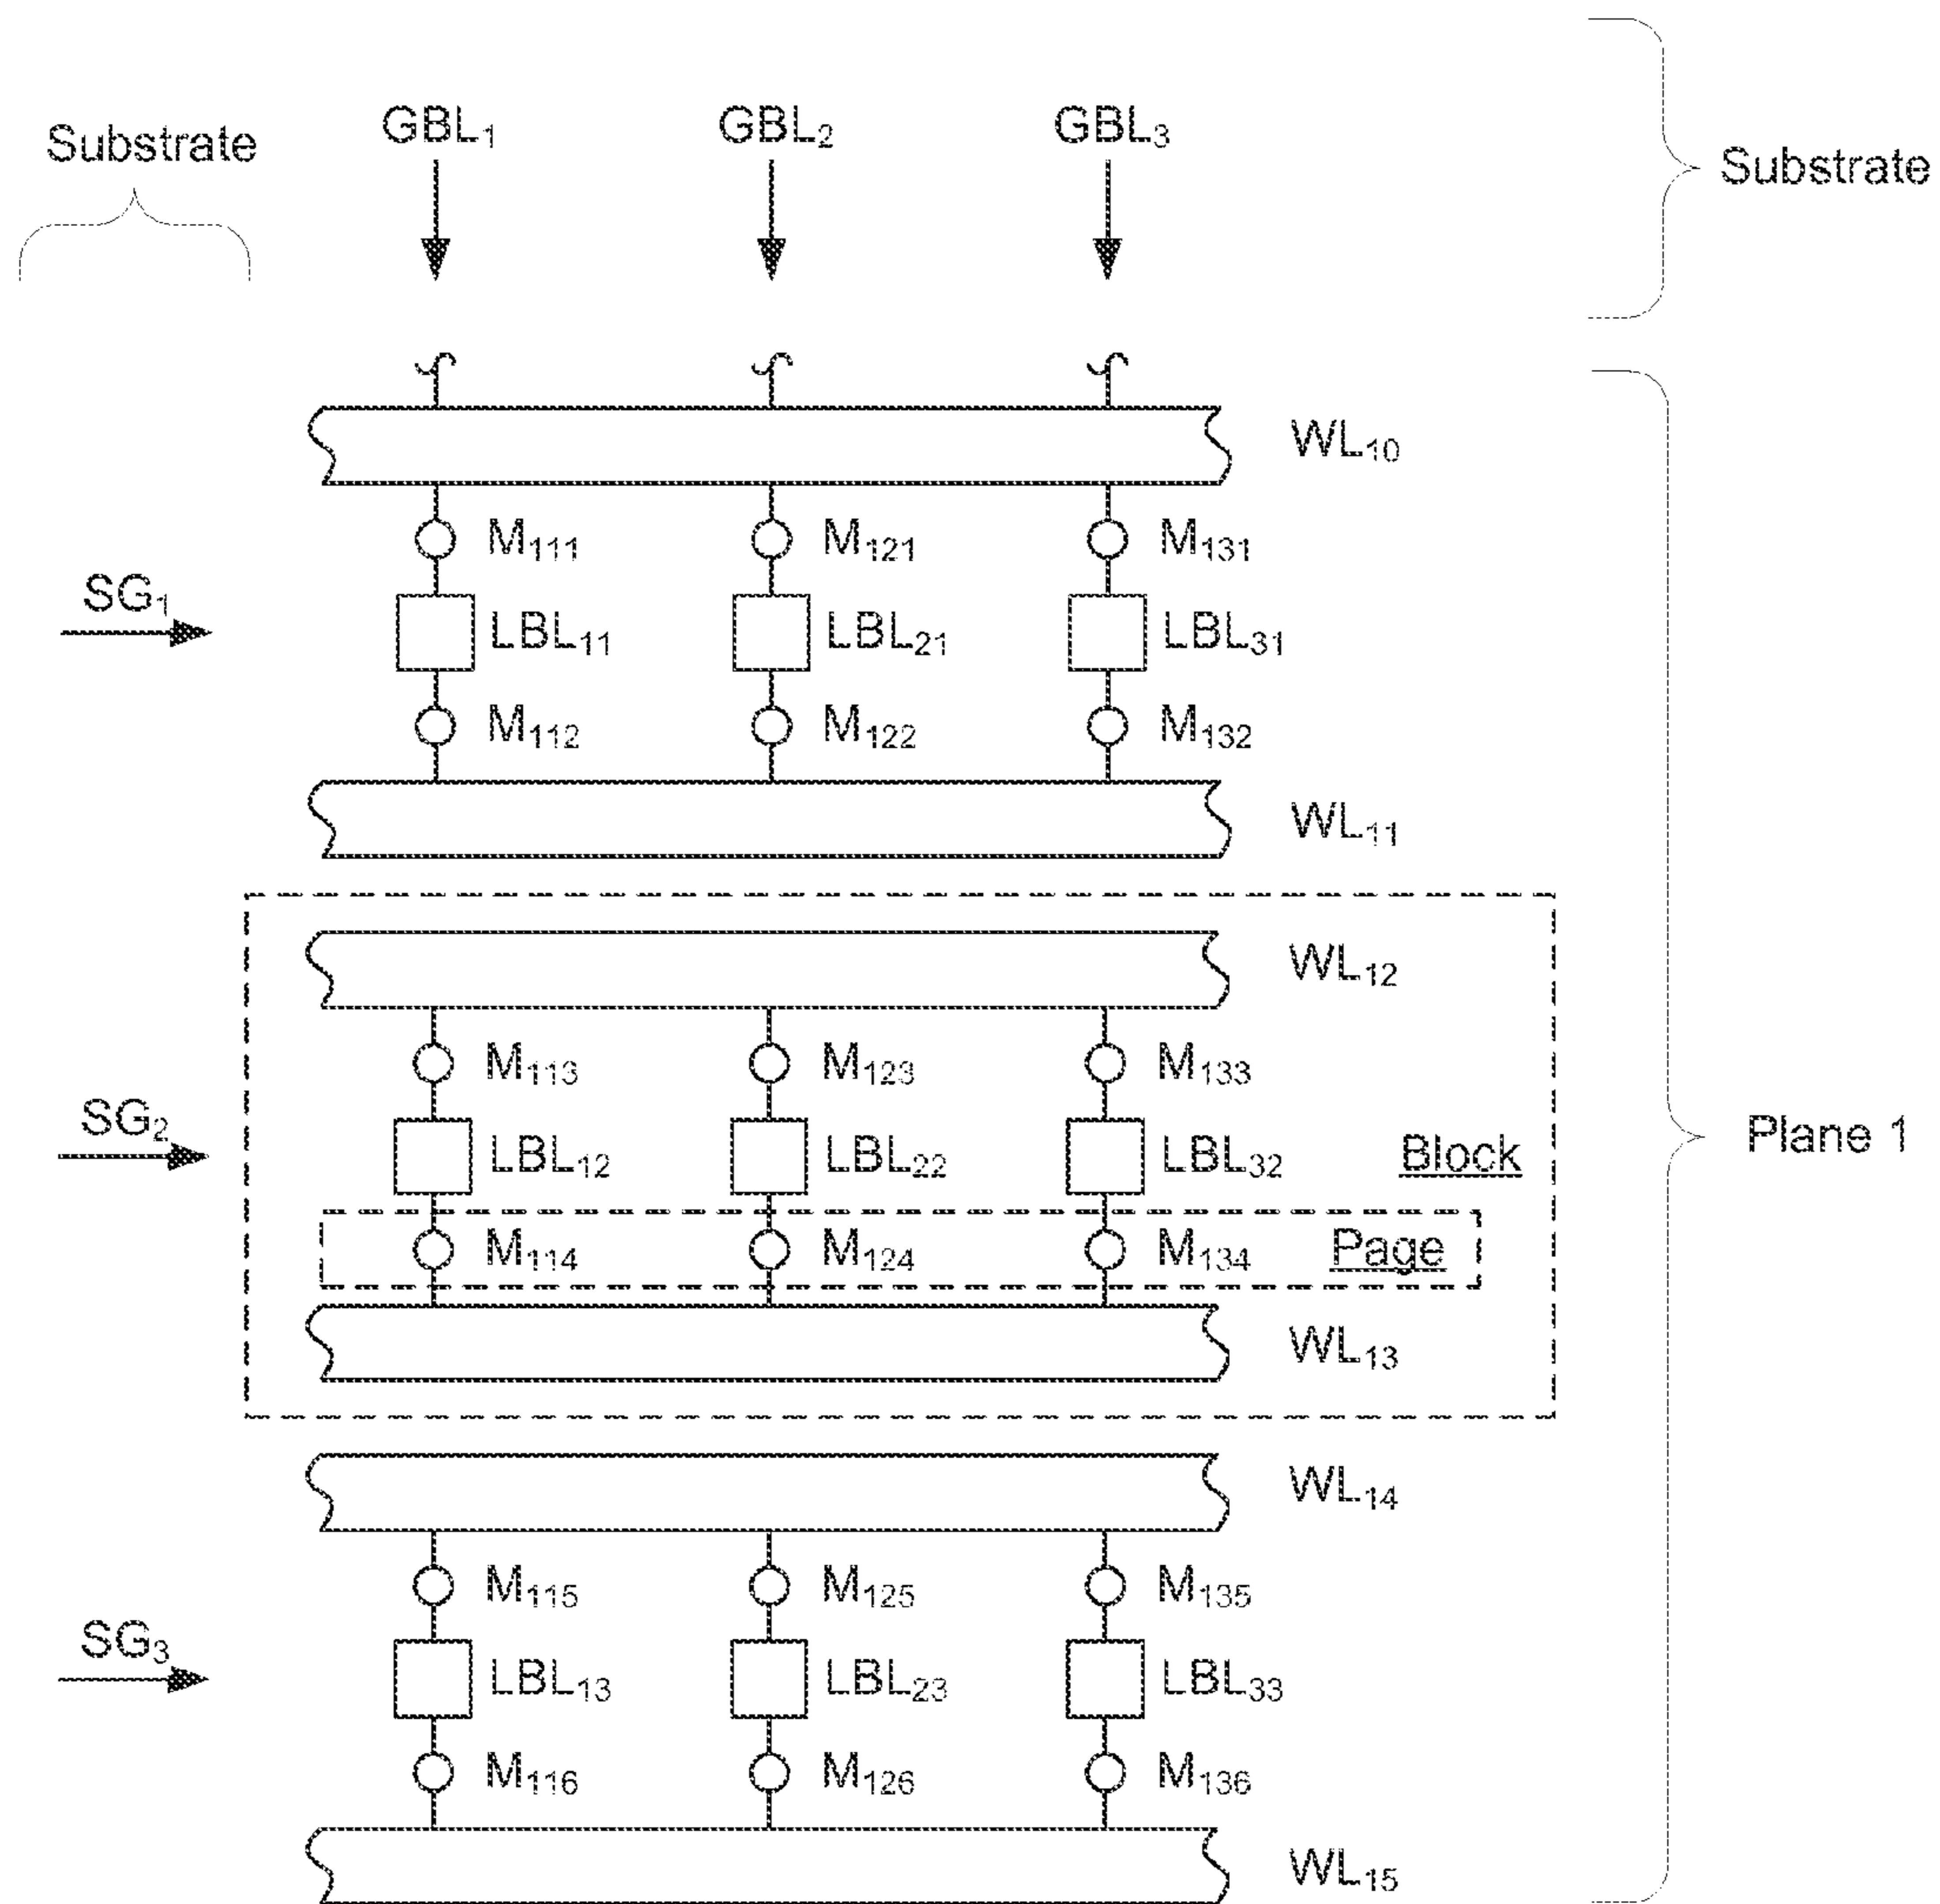 Substrate
GBL₁ GBL₂ GBL₃
Substrate
WL₁₀
M₁₁₁ M₁₂₁ M₁₃₁
SG₁
LBL₁₁ LBL₂₁ LBL₃₁
M₁₁₂ M₁₂₂ M₁₃₂
WL₁₁
WL₁₂
M₁₁₃ M₁₂₃ M₁₃₃
SG₂
LBL₁₂ LBL₂₂ LBL₃₂
Block
Plane 1
M₁₁₄ M₁₂₄ M₁₃₄ Page
WL₁₃
WL₁₄
M₁₁₅ M₁₂₅ M₁₃₅
SG₃
LBL₁₃ LBL₂₃ LBL₃₃
M₁₁₆ M₁₂₆ M₁₃₆
WL₁₅